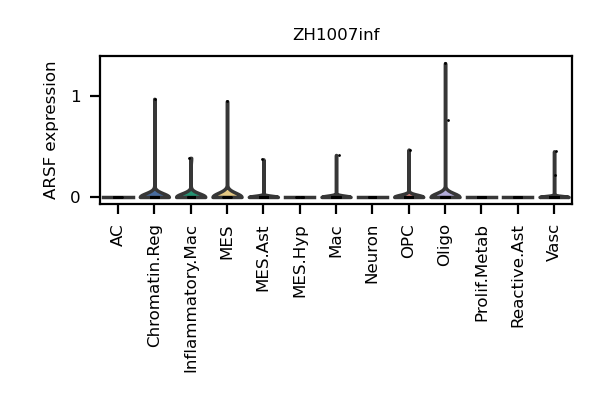 ZH1007inf
ARSF expression
1
0
AC
Chromatin.Reg
Inflammatory.Mac
MES
MES.Ast
MES.Hyp
Mac
Neuron
OPC
Oligo
Prolif.Metab
Reactive.Ast
Vasc